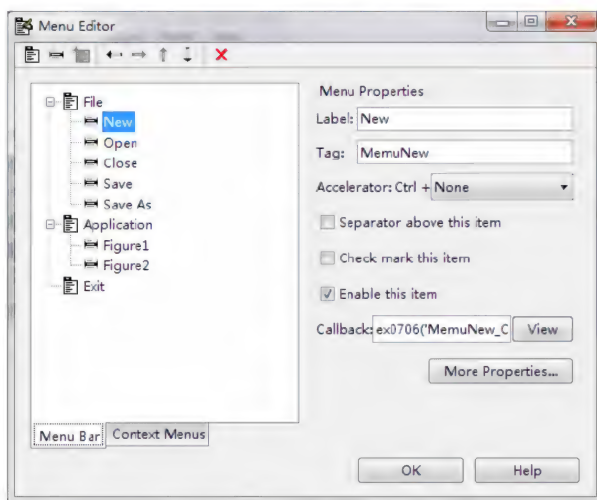 Menu Editor
File
New
Open
Close
Save
Save As
Application
Figure1
Figure2
Exit
Menu Bar
Context Menus
Menu Properties
Label: New
Tag: MemuNew
Accelerator: Ctrl + None
Separator above this item
Check mark this item
Enable this item
Callback: ex0706('MemuNew_C View
More Properties...
OK
Help